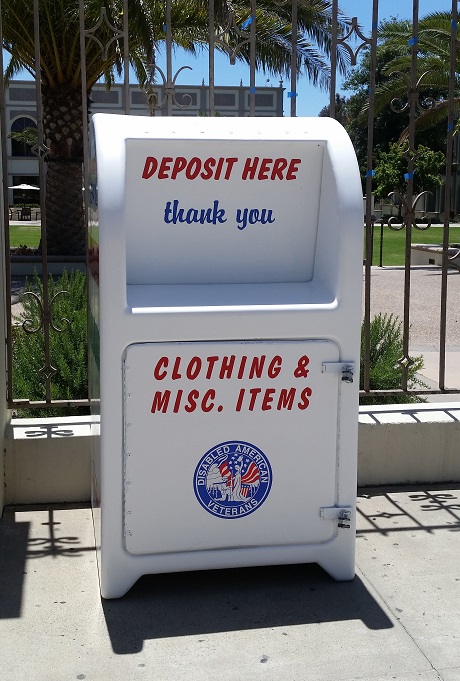 DEPOSIT HERE
thank you
CLOTHING &
MISC. ITEMS
DISABLED AMERICAN
VETERANS